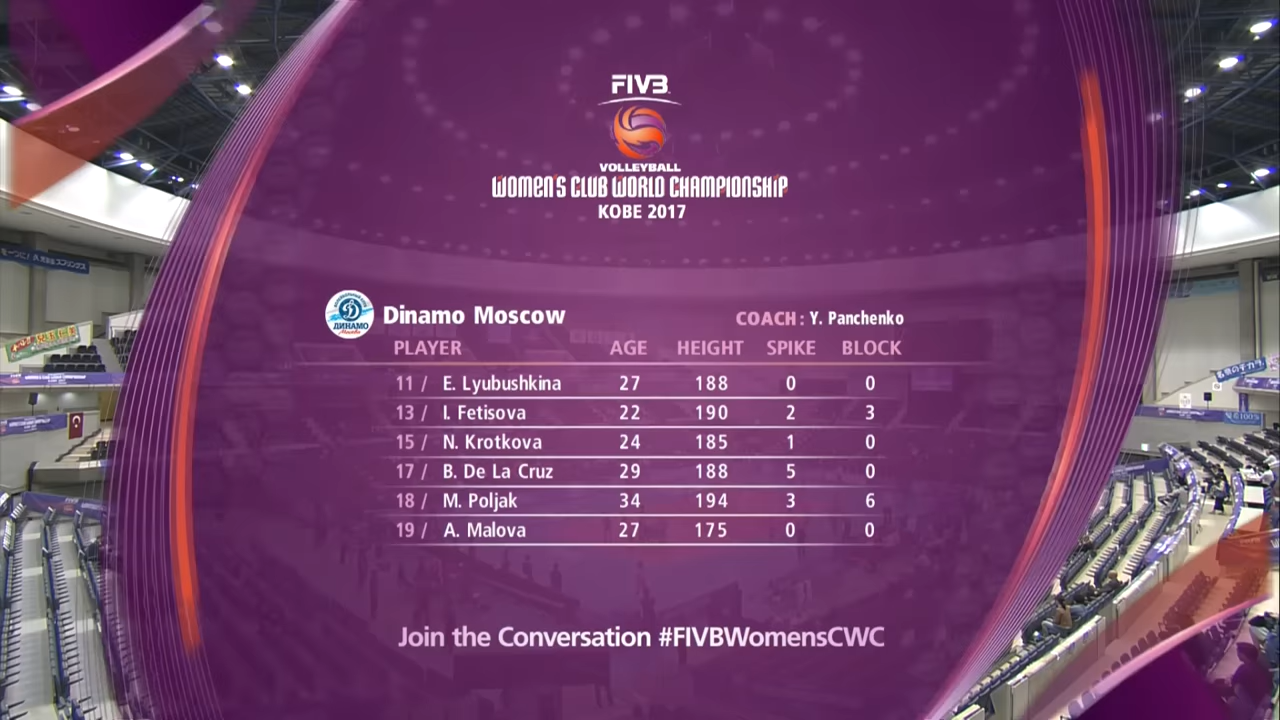 FIVB
VOLLEYBALL
WOMEN'S CLUB WORLD CHAMPIONSHIP
KOBE 2017
ДИНАМО
Dinamo Moscow COACH: Y. Panchenko
PLAYER AGE HEIGHT SPIKE BLOCK
11 / E. Lyubushkina 27 188 0 0
13 / I. Fetisova 22 190 2 3
15 / N. Krotkova 24 185 1 0
17 / B. De La Cruz 29 188 5 0
18 / M. Poljak 34 194 3 6
19 / A. Malova 27 175 0 0
Join the Conversation #FIVBWomensCWC